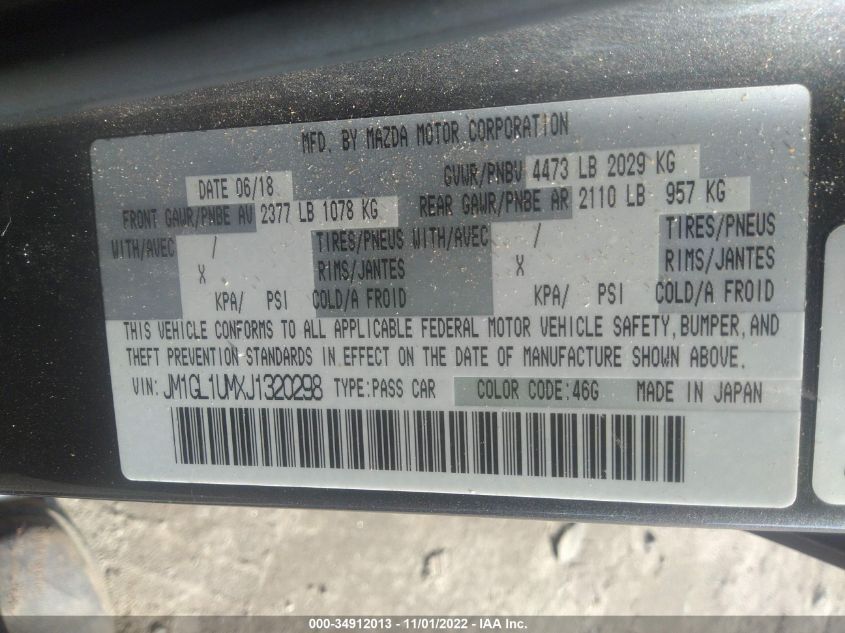 MFD. BY MAZDA MOTOR CORPORATION
DATE 06/18 GVWR/PNBV 4473 LB 2029 KG
FRONT GAWR/PNBE AV 2377 LB 1078 KG REAR GAWR/PNBE AR 2110 LB 957 KG
WITH/AVEC / TIRES/PNEUS WITH/AVEC / TIRES/PNEUS
X RIMS/JANTES X RIMS/JANTES
KPA/ PSI COLD/A FROID KPA/ PSI COLD/A FROID
THIS VEHICLE CONFORMS TO ALL APPLICABLE FEDERAL MOTOR VEHICLE SAFETY, BUMPER, AND
THEFT PREVENTION STANDARDS IN EFFECT ON THE DATE OF MANUFACTURE SHOWN ABOVE.
VIN: JM1GL1UMXJ1320298 TYPE:PASS CAR COLOR CODE:46G MADE IN JAPAN
000-34912013 - 11/01/2022 - IAA Inc.